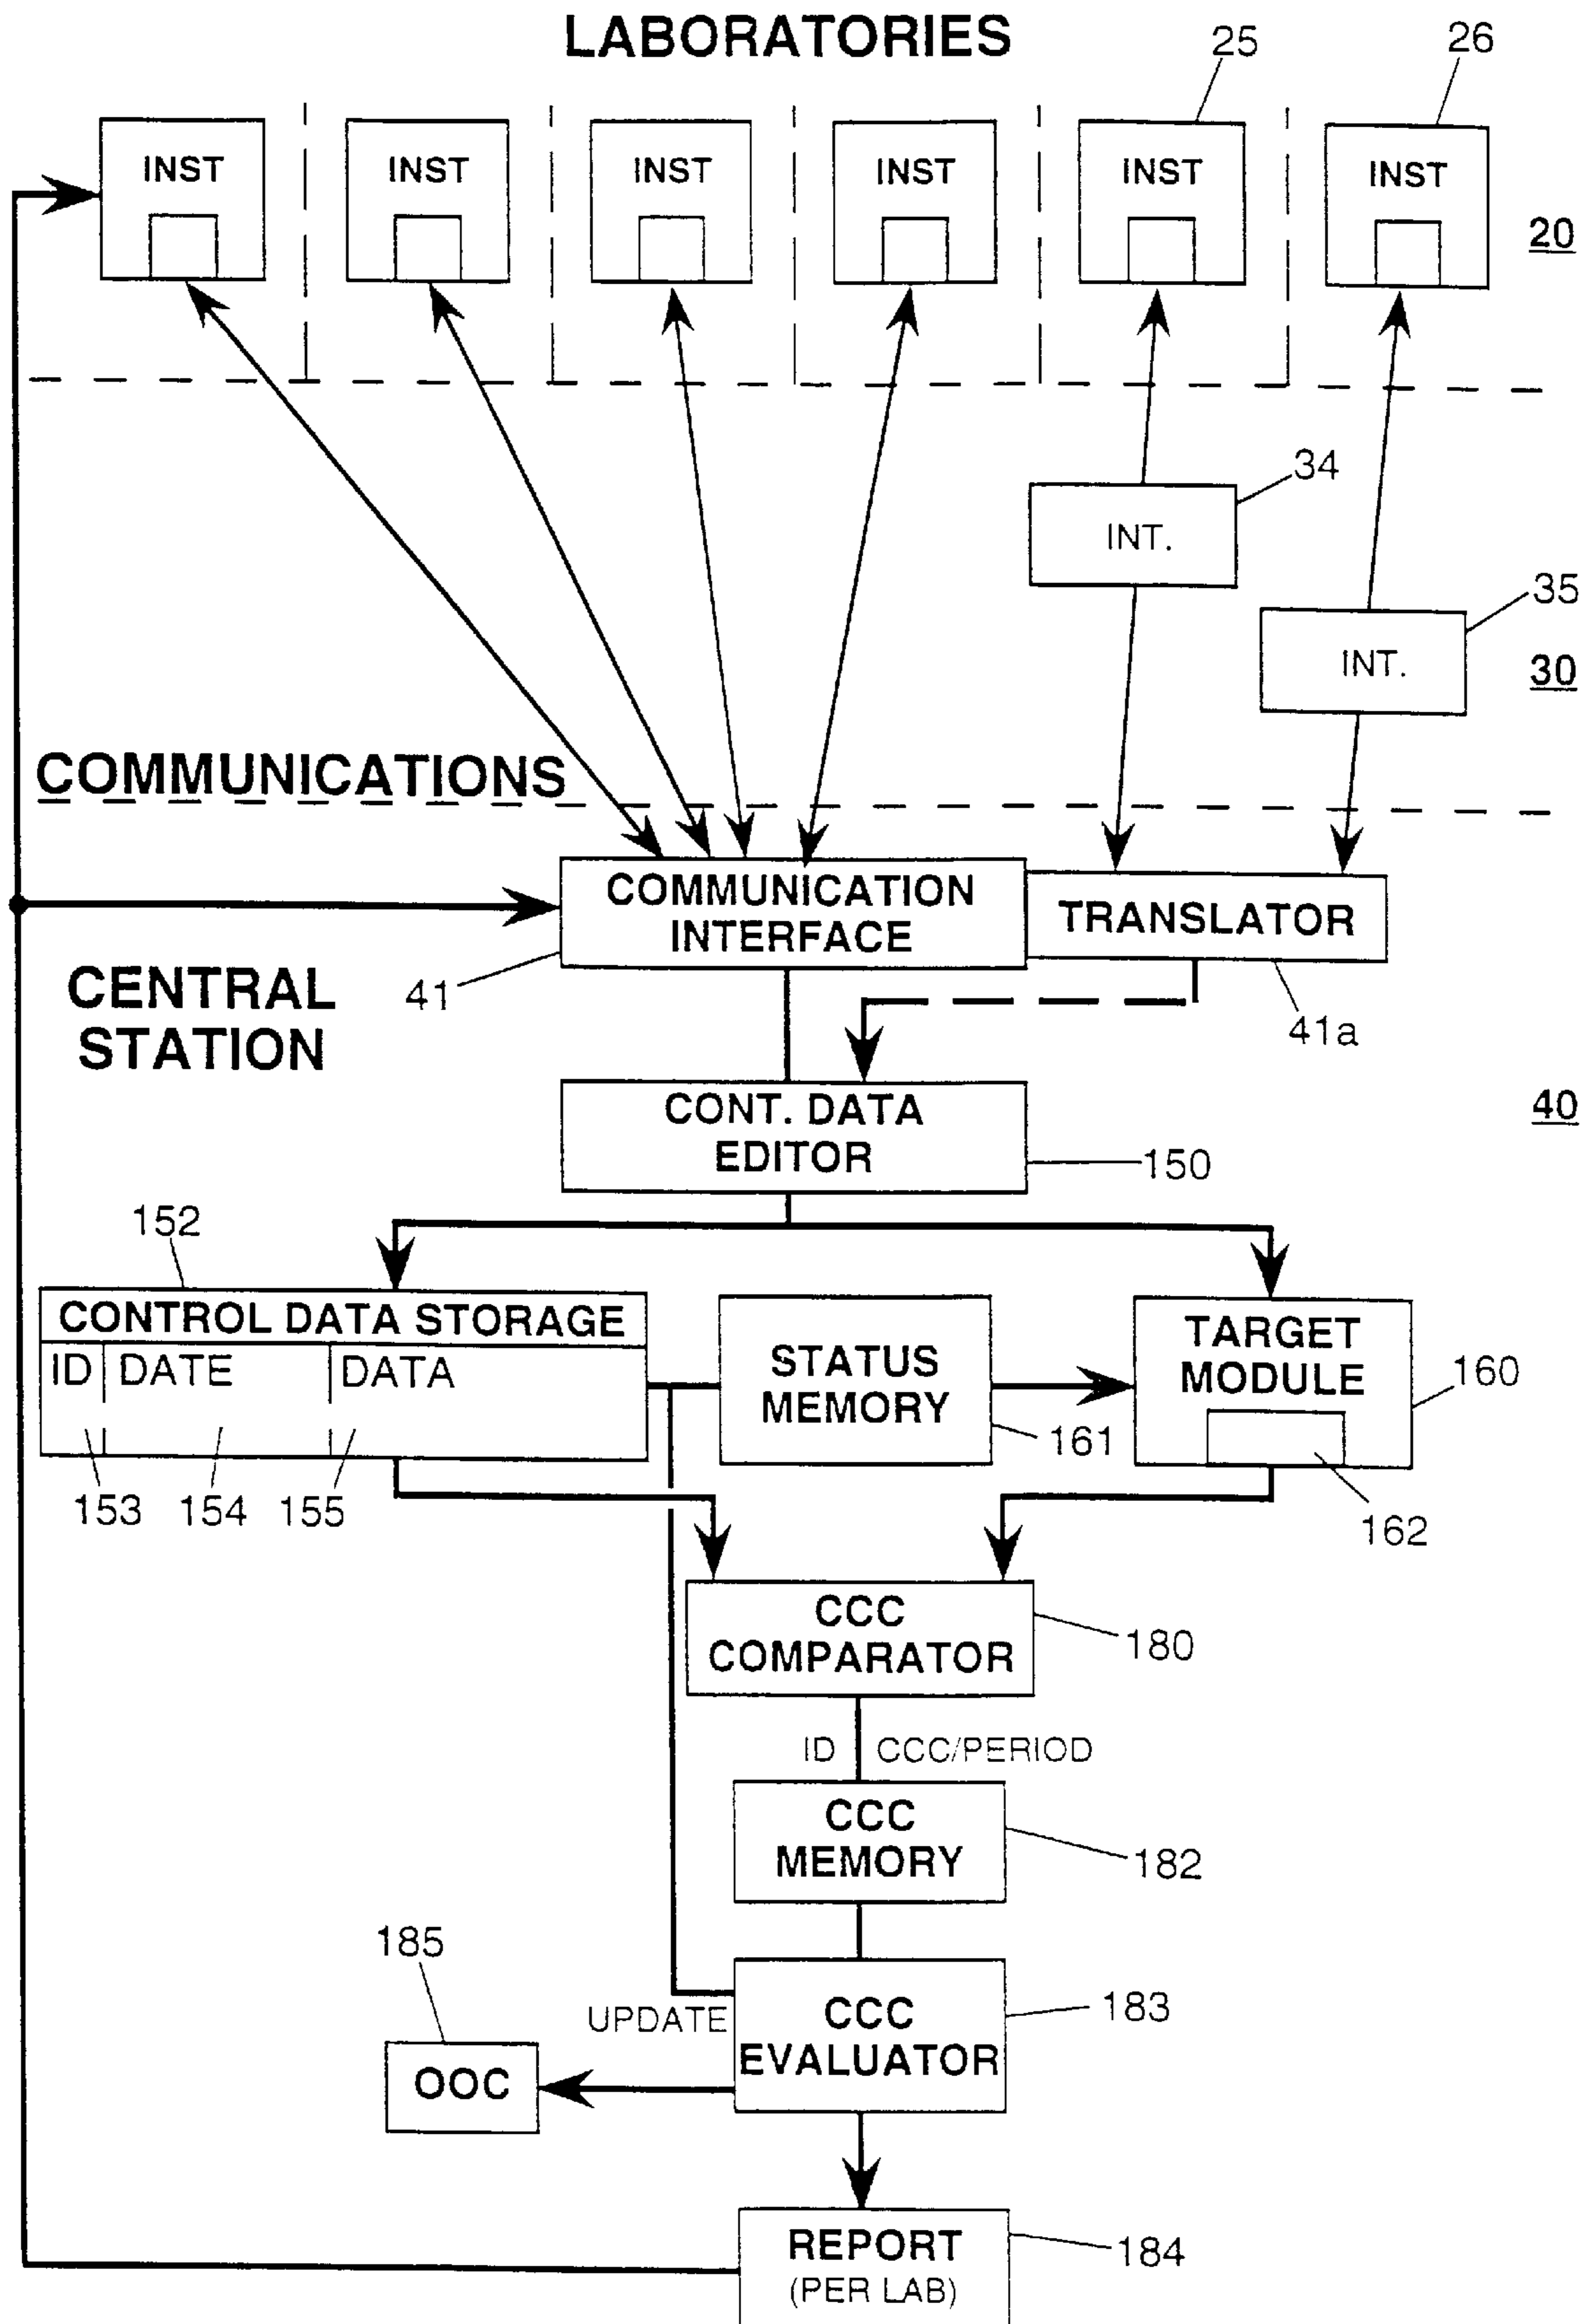 LABORATORIES
25
26
INST
INST
INST
INST
INST
INST
20
34
INT.
35
INT.
30
COMMUNICATIONS
COMMUNICATION
INTERFACE
TRANSLATOR
CENTRAL
STATION
41
41a
CONT. DATA
EDITOR
40
150
152
CONTROL DATA STORAGE
ID
DATE
DATA
STATUS
MEMORY
TARGET
MODULE
160
161
153
154
155
162
CCC
COMPARATOR
180
ID
CCC/PERIOD
CCC
MEMORY
182
185
UPDATE
CCC
EVALUATOR
183
OOC
REPORT
(PER LAB)
184